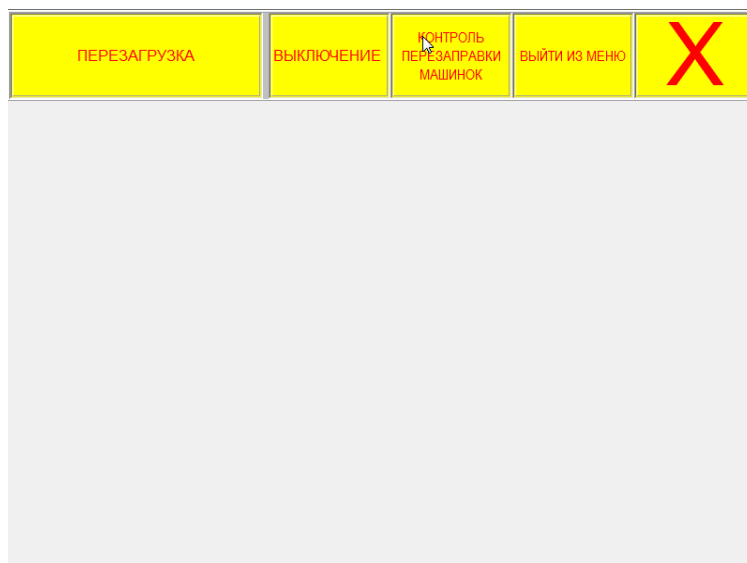 ПЕРЕЗАГРУЗКА
ВЫКЛЮЧЕНИЕ
КОНТРОЛЬ
ПЕРЕЗАПРАВКИ
МАШИНОК
ВЫЙТИ ИЗ МЕНЮ
X